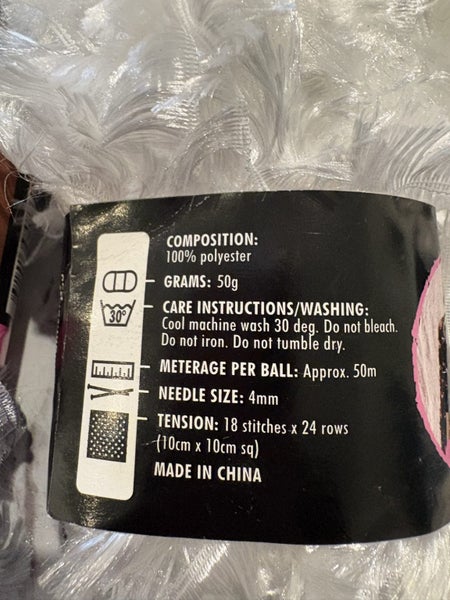 COMPOSITION:
100% polyester
GRAMS: 50g
30°
CARE INSTRUCTIONS/WASHING:
Cool machine wash 30 deg. Do not bleach.
Do not iron. Do not tumble dry.
METERAGE PER BALL: Approx. 50m
NEEDLE SIZE: 4mm
TENSION: 18 stitches x 24 rows
(10cm x 10cm sq)
MADE IN CHINA